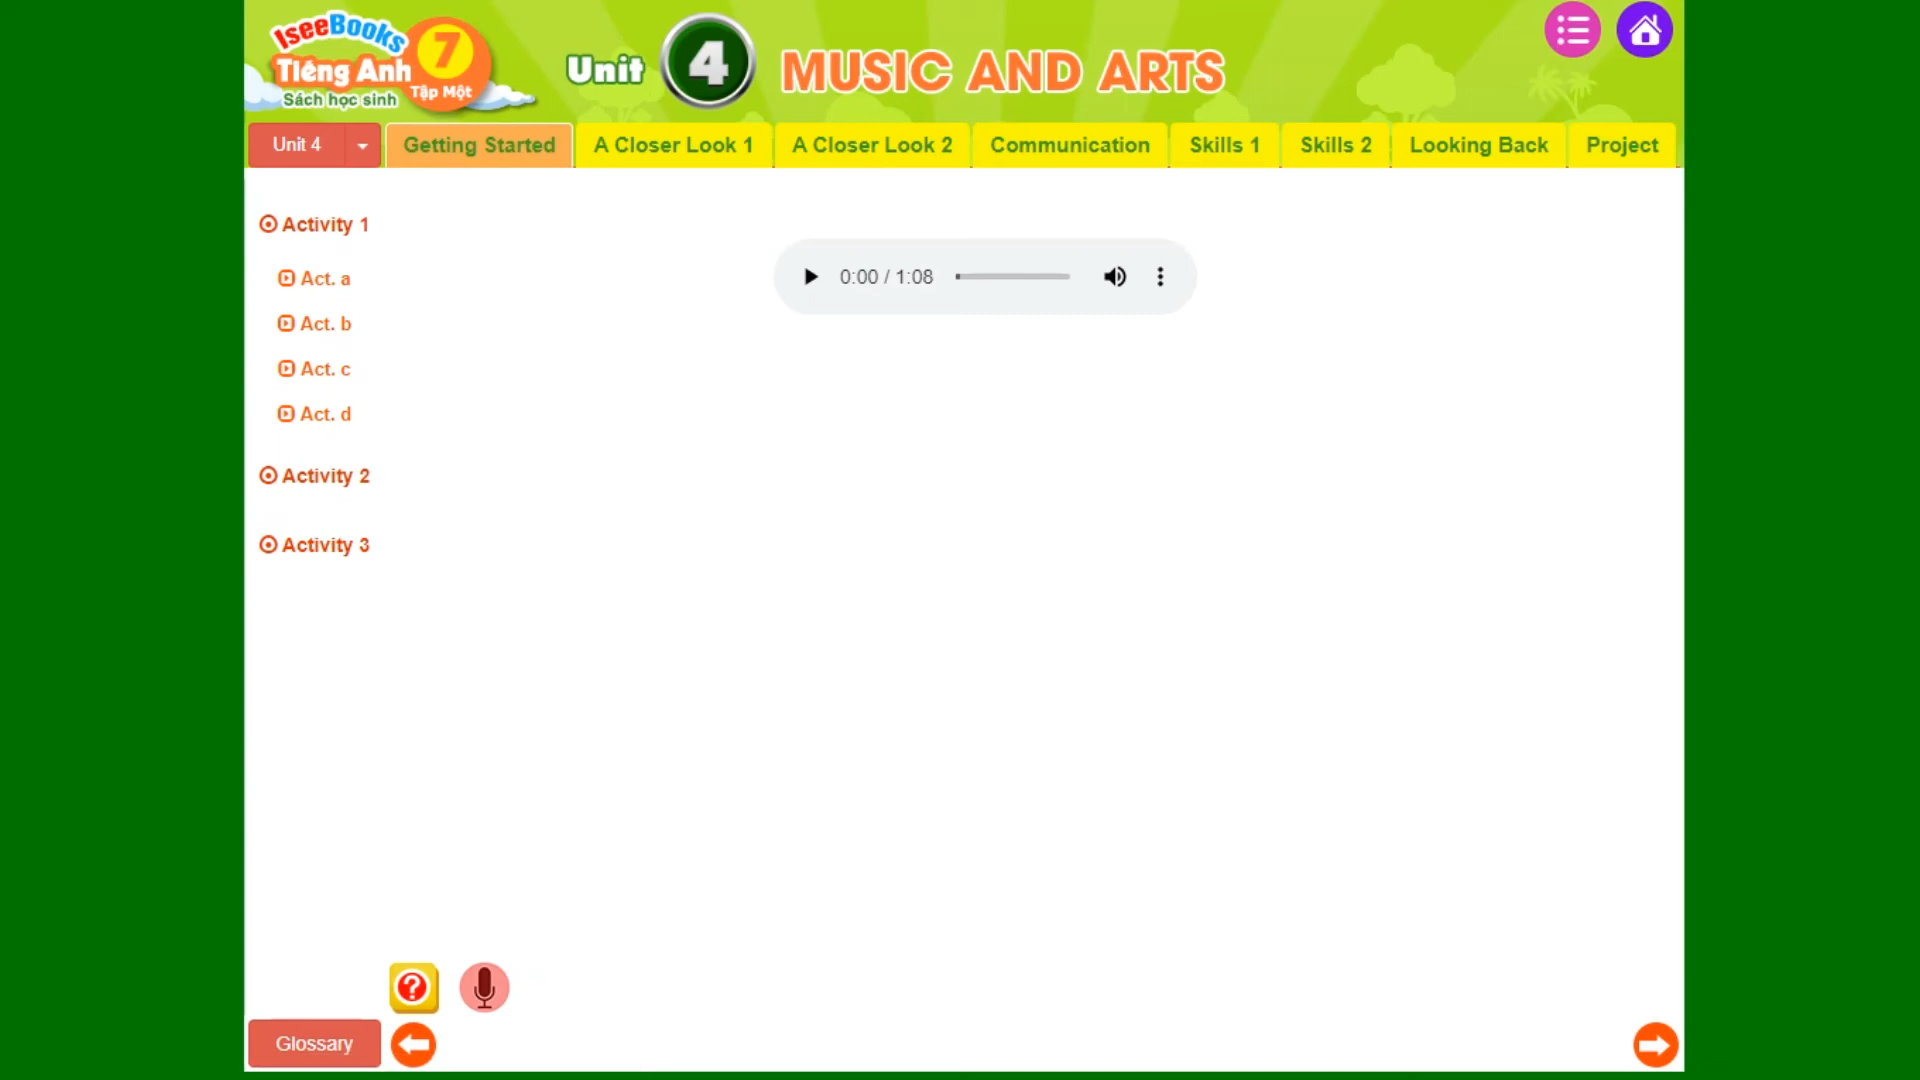 IseeBooks
Tiếng Anh 7
Sách học sinh Tập Một
Unit 4 MUSIC AND ARTS
Unit 4 Getting Started A Closer Look 1 A Closer Look 2 Communication Skills 1 Skills 2 Looking Back Project
Activity 1
0:00 / 1:08
Act. a
Act. b
Act. c
Act. d
Activity 2
Activity 3
?
Glossary